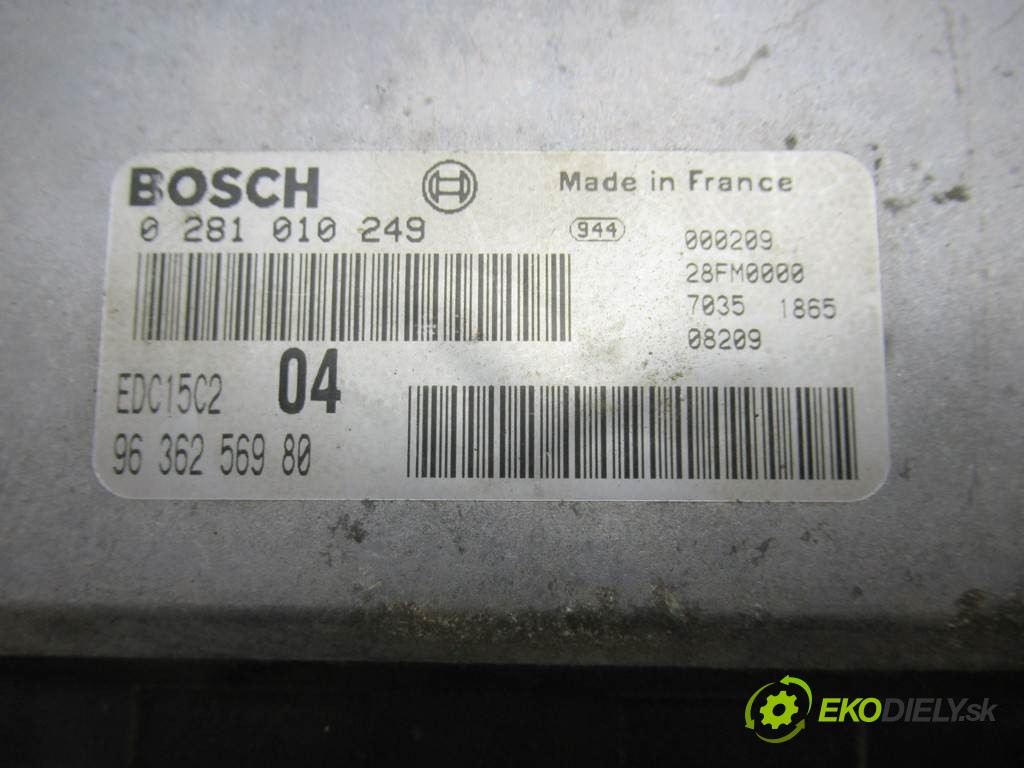 BOSCH Made in France
0 281 010 249 944 000209
28FM0000
7035 1865
08209
EDC15C2 04
96 362 569 80
EKODIELY.sk